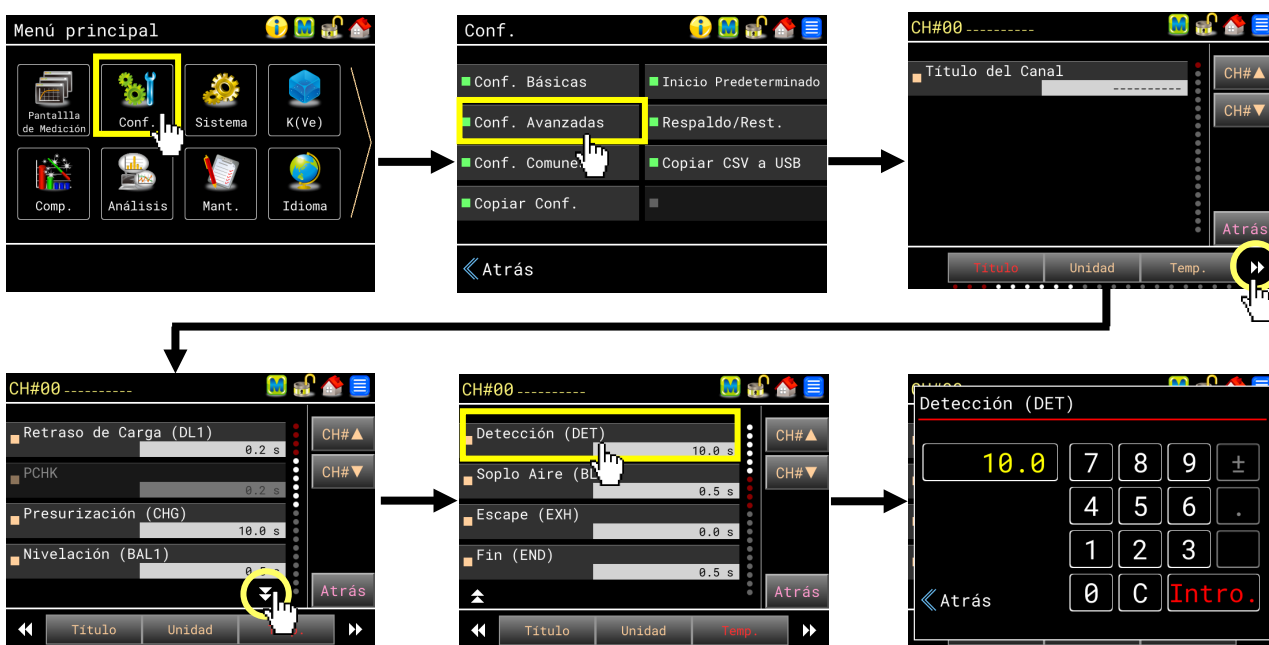 Menú principal
Pantallla
de Medición
Conf.
Sistema
K(Ve)
Comp.
Análisis
Mant.
Idioma
Conf.
Conf. Básicas
Inicio Predeterminado
Conf. Avanzadas
Respaldo/Rest.
Conf. Comune
Copiar CSV a USB
Copiar Conf.
Atrás
CH#00 ----------
Título del Canal
----------
CH#▲
CH#▼
Atrás
Título
Unidad
Temp.
CH#00 ----------
Retraso de Carga (DL1)
0.2 s
PCHK
0.2 s
Presurización (CHG)
10.0 s
Nivelación (BAL1)
CH#▲
CH#▼
Atrás
Título
Unidad
CH#00 ----------
Detección (DET)
10.0 s
Soplo Aire (BL
0.5 s
Escape (EXH)
0.0 s
Fin (END)
0.5 s
CH#▲
CH#▼
Atrás
Título
Unidad
Temp.
Detección (DET)
10.0
7 8 9 ±
4 5 6 .
1 2 3
0 C Intro.
Atrás